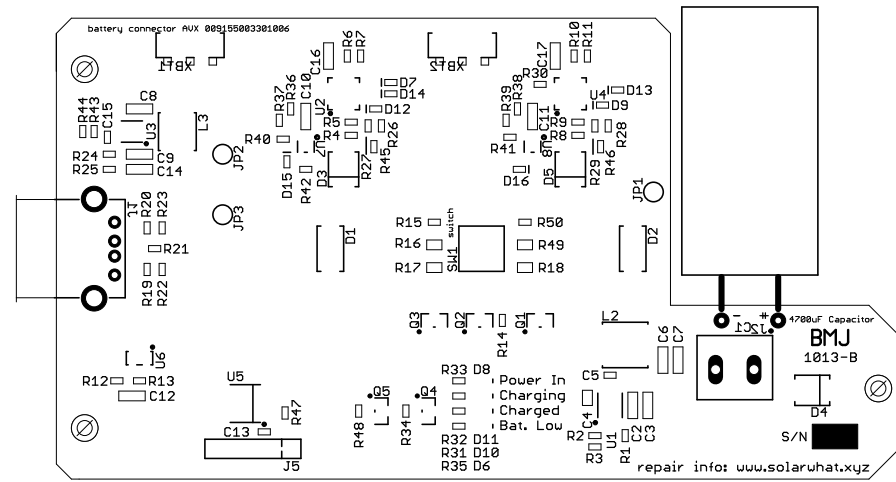 battery connector AVX 009155003301006
XBT1
XBT2
C16
R6
R7
C17
R10
R11
D7
D14
D12
R30
D13
D9
U4
R36
R37
C10
U2
R5
R4
R26
R45
R27
R38
R39
C11
R9
R8
R28
R46
R29
R44
R43
C15
C8
U3
L3
C9
C14
R24
R25
R40
U7
D15
R42
D3
R41
U8
D16
D5
JP2
JP3
JP1
J1
R20
R23
R21
R19
R22
D1
R15
R16
R17
SW1
switch
R50
R49
R18
D2
Q3
Q2
Q1
R14
L2
C6
C7
C5
- +
J2
C1
4700uF Capacitor
BMJ
1013-B
D4
S/N
U6
R12
R13
C12
U5
R47
C13
J5
Q5
Q4
R48
R34
R33 D8
Power In
Charging
Charged
Bat. Low
R32 D11
R31 D10
R35 D6
C4
R2
R3
U1
R1
C2
C3
repair info: www.solarwhat.xyz